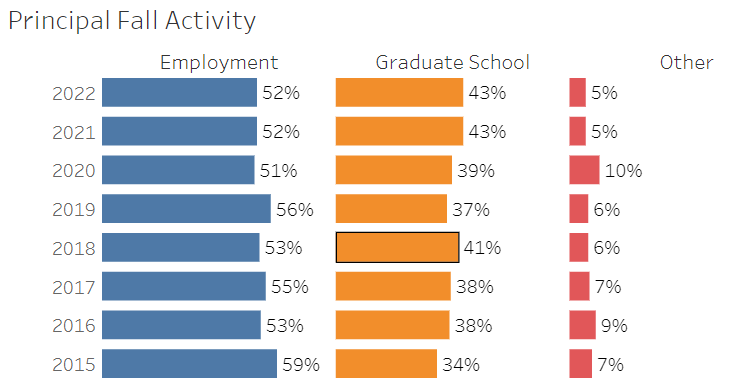 Principal Fall Activity
Employment Graduate School Other
2022 52% 43% 5%
2021 52% 43% 5%
2020 51% 39% 10%
2019 56% 37% 6%
2018 53% 41% 6%
2017 55% 38% 7%
2016 53% 38% 9%
2015 59% 34% 7%